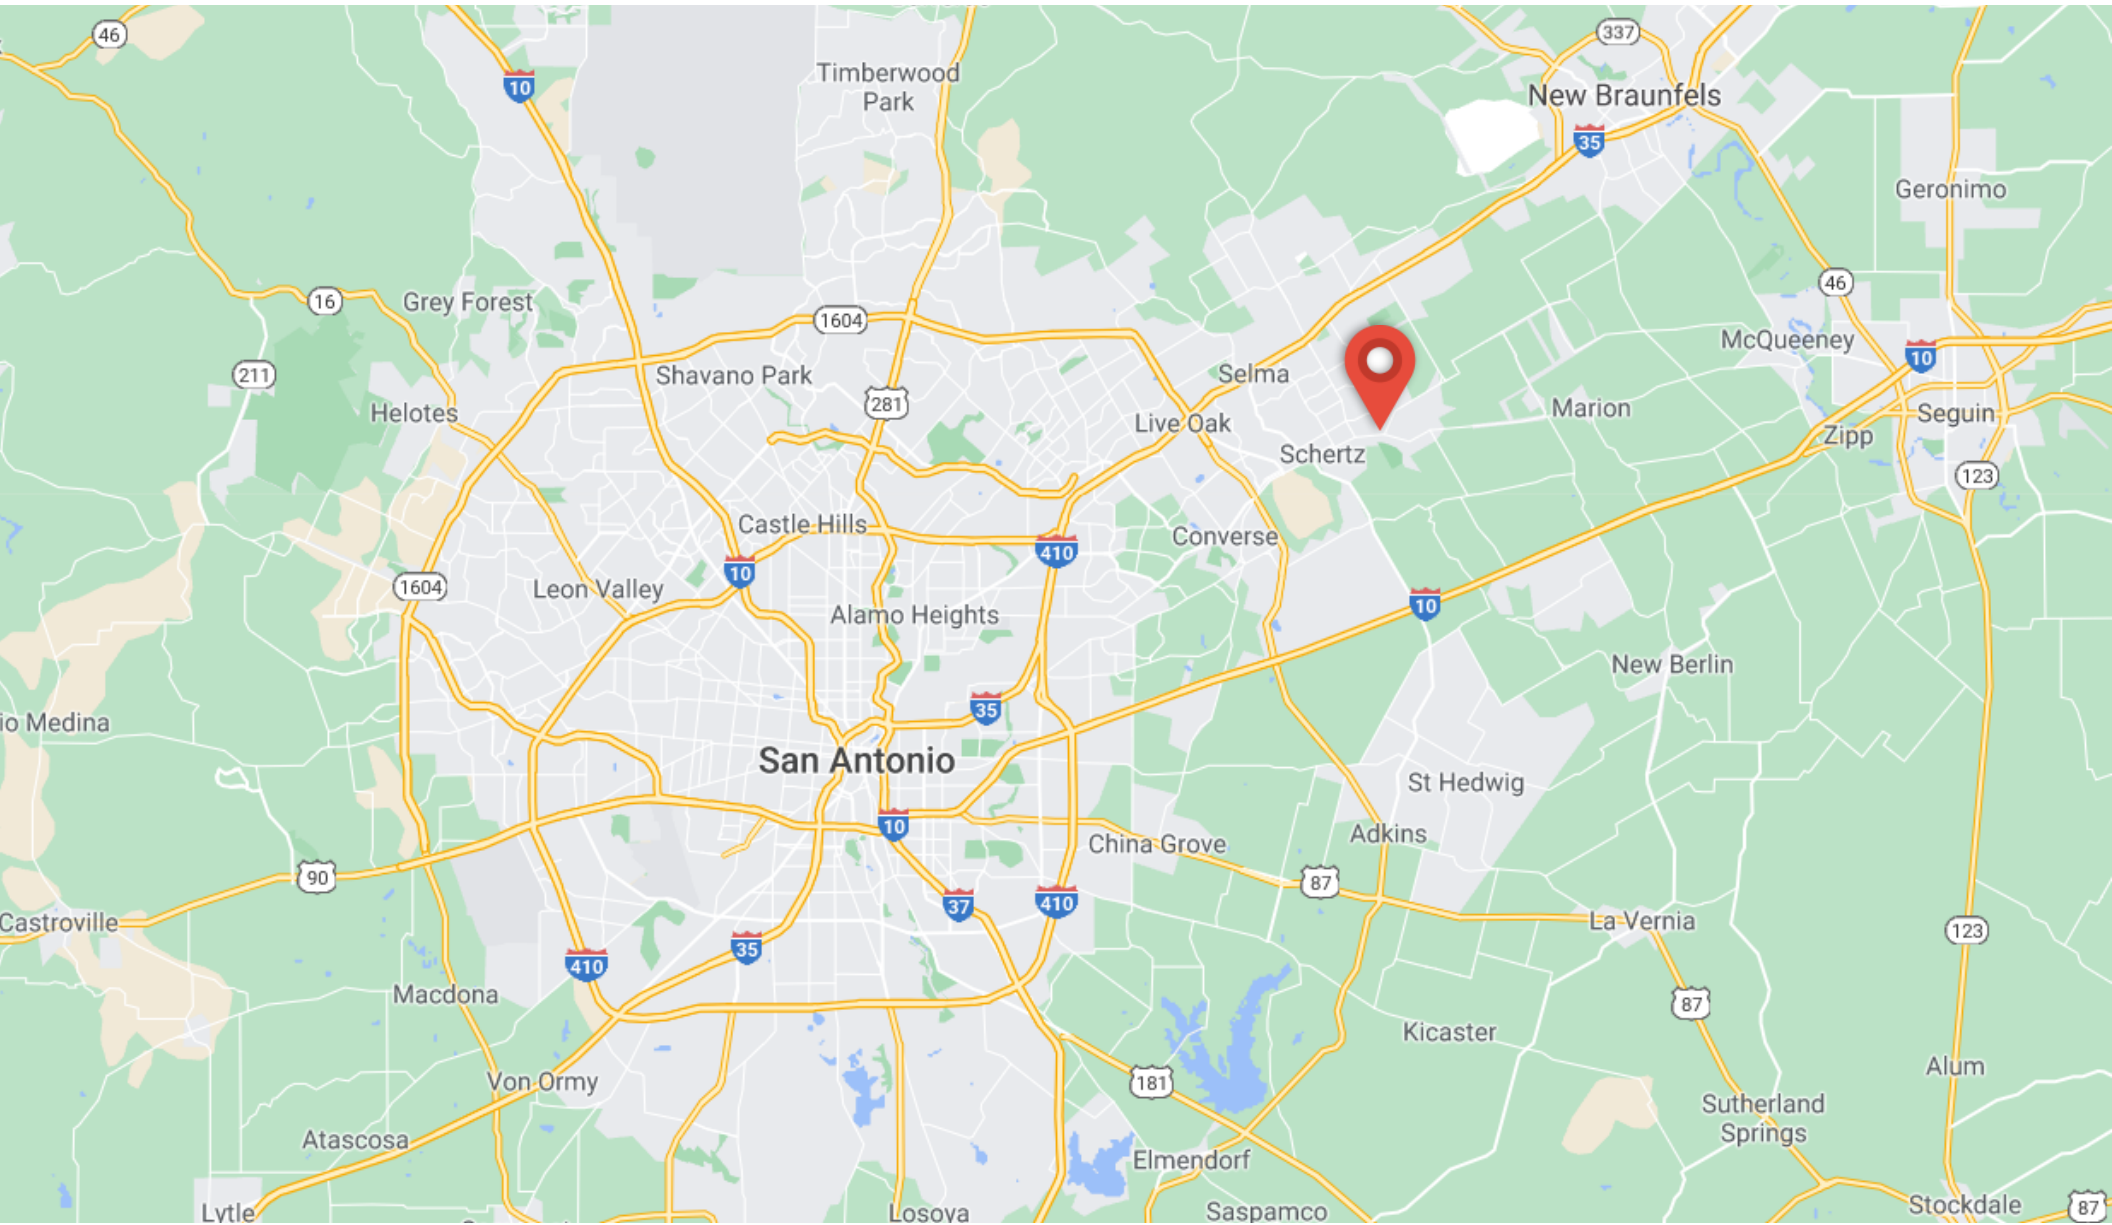 46
337
10
Timberwood
Park
New Braunfels
35
Geronimo
46
16
Grey Forest
1604
McQueeney
10
211
Shavano Park
Selma
281
Helotes
Marion
Seguin
Live Oak
Zipp
Schertz
123
Castle Hills
Converse
410
10
1604
Leon Valley
10
Alamo Heights
New Berlin
35
io Medina
San Antonio
St Hedwig
10
Adkins
China Grove
90
87
37
410
Castroville
La Vernia
123
35
410
Macdona
87
Kicaster
Alum
Von Ormy
181
Sutherland
Springs
Atascosa
Elmendorf
Lytle
Losoya
Saspamco
Stockdale
87